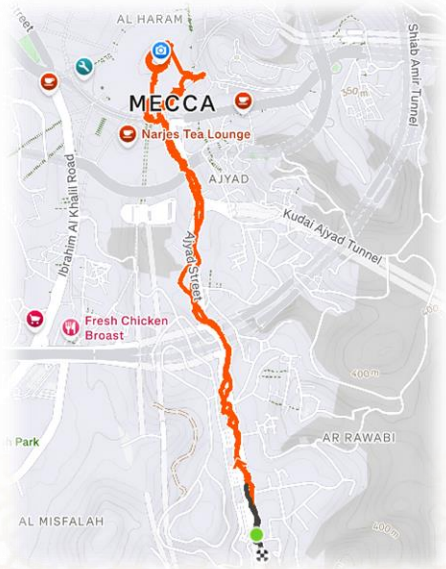 AL HARAM
Street
Shiab Amir Tunnel
350 m
MECCA
Narjes Tea Lounge
AJYAD
Ibrahim Al Khalil Road
Kudai Ajyad Tunnel
Ajyad Street
Fresh Chicken
Broast
400 m
h Park
AR RAWABI
AL MISFALAH
400 m